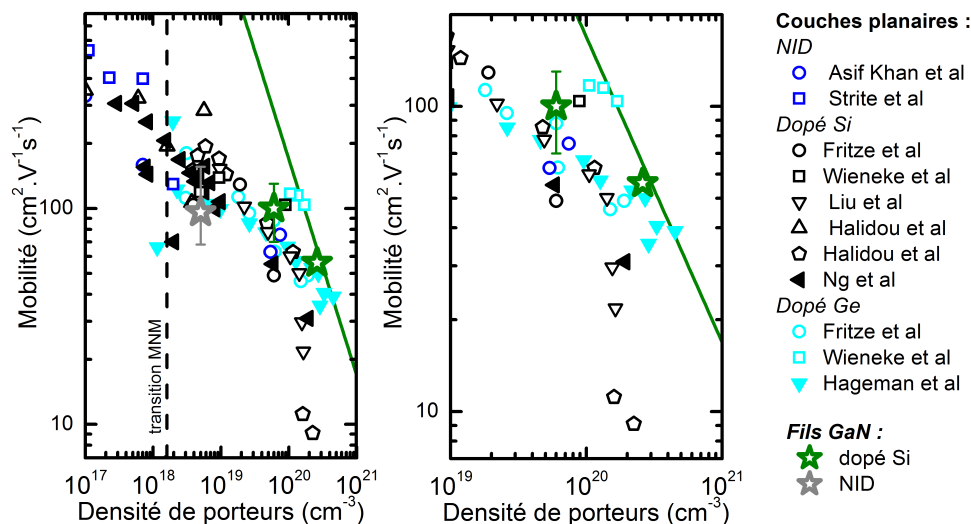 Mobilité (cm².V⁻¹s⁻¹)
100
10
transition MNM
10¹⁷ 10¹⁸ 10¹⁹ 10²⁰ 10²¹
Densité de porteurs (cm⁻³)
Mobilité (cm².V⁻¹s⁻¹)
100
10
10¹⁹ 10²⁰ 10²¹
Densité de porteurs (cm⁻³)
Couches planaires :
NID
Asif Khan et al
Strite et al
Dopé Si
Fritze et al
Wieneke et al
Liu et al
Halidou et al
Halidou et al
Ng et al
Dopé Ge
Fritze et al
Wieneke et al
Hageman et al
Fils GaN :
dopé Si
NID